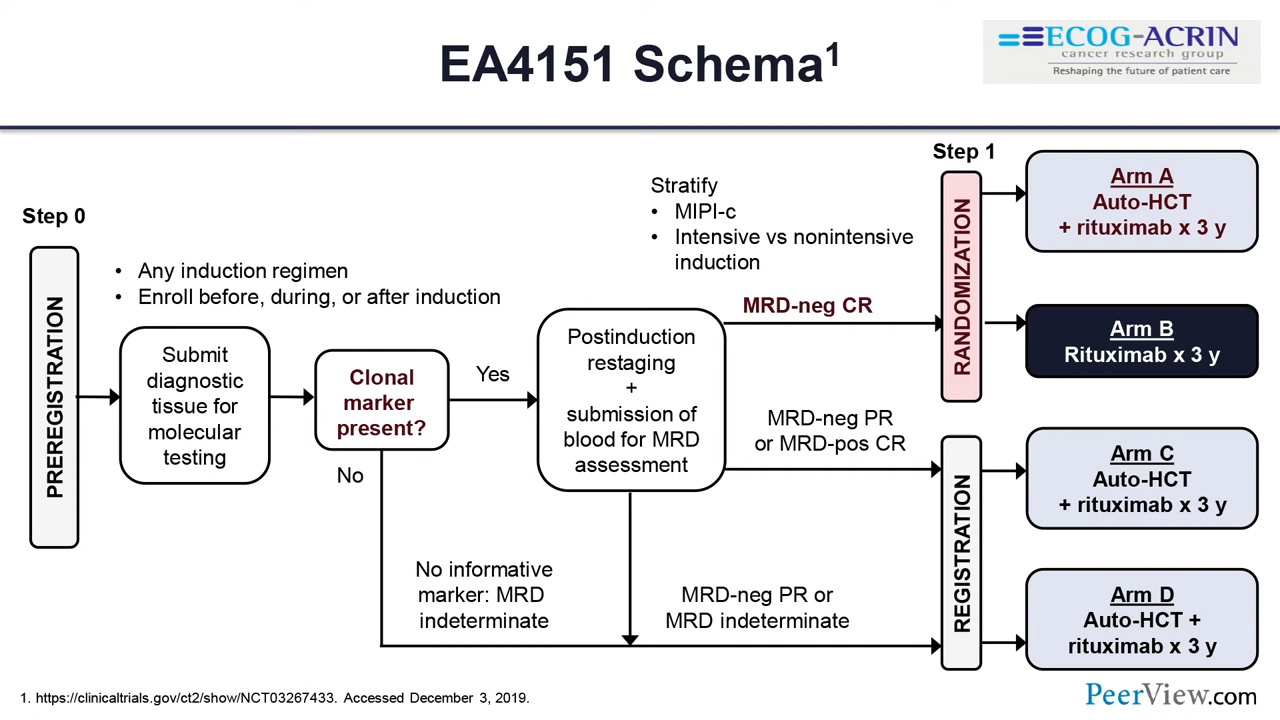 EA4151 Schema1
ECOG-ACRIN
cancer research group
Reshaping the future of patient care
Step 0
PREREGISTRATION
• Any induction regimen
• Enroll before, during, or after induction
Submit
diagnostic
tissue for
molecular
testing
Clonal
marker
present?
Yes
No
No informative
marker: MRD
indeterminate
Postinduction
restaging
+
submission of
blood for MRD
assessment
Stratify
• MIPI-c
• Intensive vs nonintensive
induction
MRD-neg CR
MRD-neg PR
or MRD-pos CR
MRD-neg PR or
MRD indeterminate
Step 1
RANDOMIZATION
REGISTRATION
Arm A
Auto-HCT
+ rituximab x 3 y
Arm B
Rituximab x 3 y
Arm C
Auto-HCT
+ rituximab x 3 y
Arm D
Auto-HCT +
rituximab x 3 y
1. https://clinicaltrials.gov/ct2/show/NCT03267433. Accessed December 3, 2019.
PeerView.com